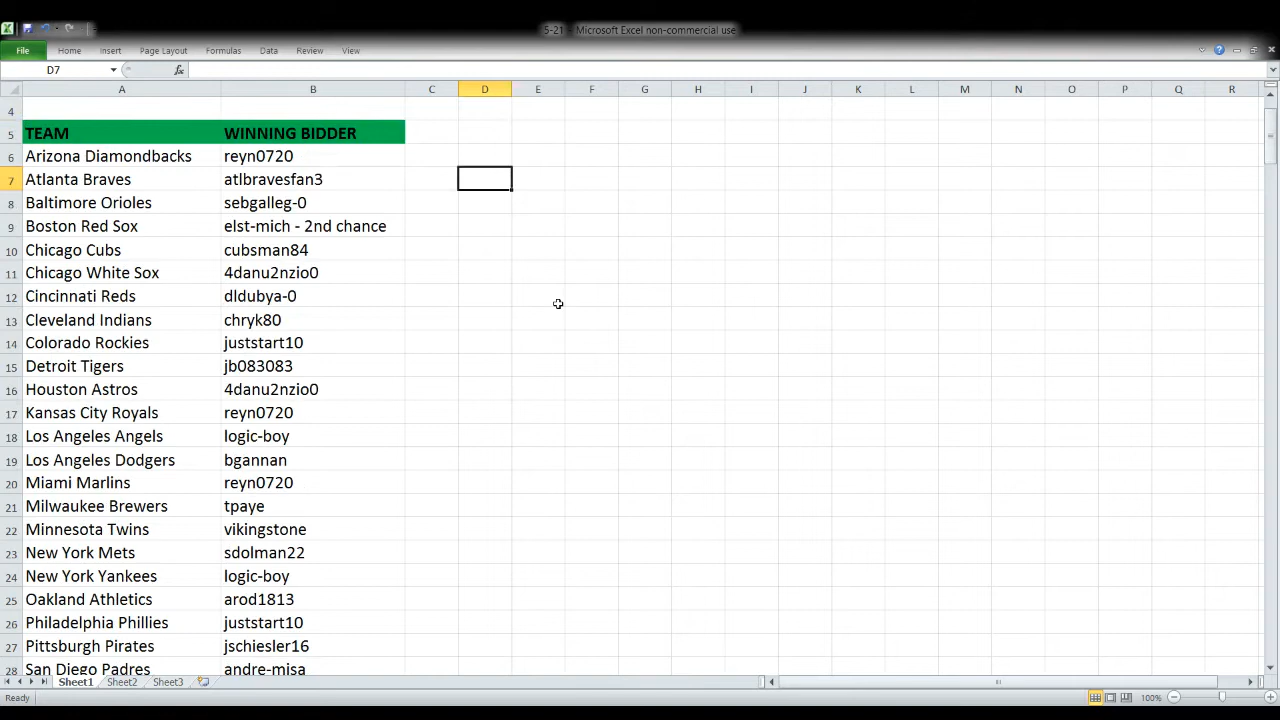 5-21 - Microsoft Excel non-commercial use
File Home Insert Page Layout Formulas Data Review View
D7 fx
A B C D E F G H I J K L M N O P Q R
4
5 TEAM WINNING BIDDER
6 Arizona Diamondbacks reyn0720
7 Atlanta Braves atlbravesfan3
8 Baltimore Orioles sebgalleg-0
9 Boston Red Sox elst-mich - 2nd chance
10 Chicago Cubs cubsman84
11 Chicago White Sox 4danu2nzio0
12 Cincinnati Reds dldubya-0
13 Cleveland Indians chryk80
14 Colorado Rockies juststart10
15 Detroit Tigers jb083083
16 Houston Astros 4danu2nzio0
17 Kansas City Royals reyn0720
18 Los Angeles Angels logic-boy
19 Los Angeles Dodgers bgannan
20 Miami Marlins reyn0720
21 Milwaukee Brewers tpaye
22 Minnesota Twins vikingstone
23 New York Mets sdolman22
24 New York Yankees logic-boy
25 Oakland Athletics arod1813
26 Philadelphia Phillies juststart10
27 Pittsburgh Pirates jschiesler16
28 San Diego Padres andre-misa
Sheet1 Sheet2 Sheet3
Ready 100%